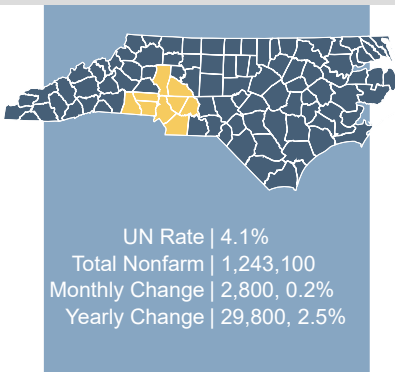 UN Rate | 4.1%
Total Nonfarm | 1,243,100
Monthly Change | 2,800, 0.2%
Yearly Change | 29,800, 2.5%